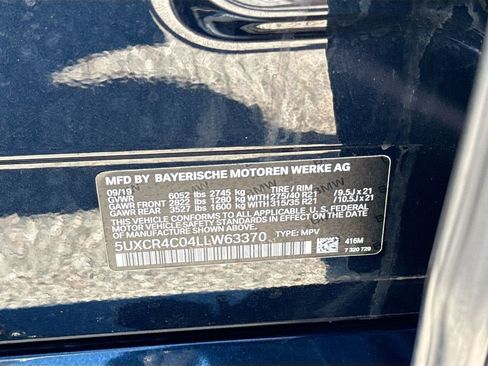 MFD BY BAYERISCHE MOTOREN WERKE AG
09/19
GVWR 6052 lbs 2745 kg TIRE / RIM
GAWR FRONT 2822 lbs 1280 kg W/ 275/40 R21 /9.5J x 21
GAWR REAR 3527 lbs 1600 kg W/ 315/35 R21 /10.5J x 21
THIS VEHICLE CONFORMS TO ALL APPLICABLE U.S. FEDERAL
MOTOR VEHICLE SAFETY STANDARDS IN EFFECT ON THE DATE OF
MANUFACTURE SHOWN ABOVE.
5UXCR4C04LLW63370 TYPE: MPV
416M
7 320 729